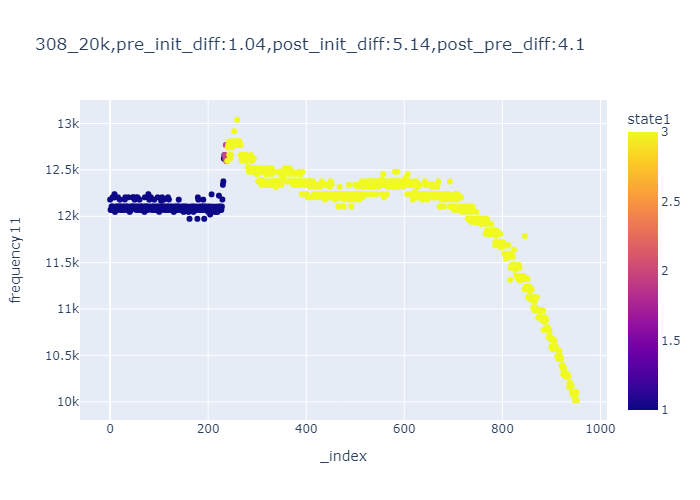 308_20k,pre_init_diff:1.04,post_init_diff:5.14,post_pre_diff:4.1
state1
13k
12.5k
12k
11.5k
11k
10.5k
10k
frequency11
3
2.5
2
1.5
1
0
200
400
600
800
1000
_index